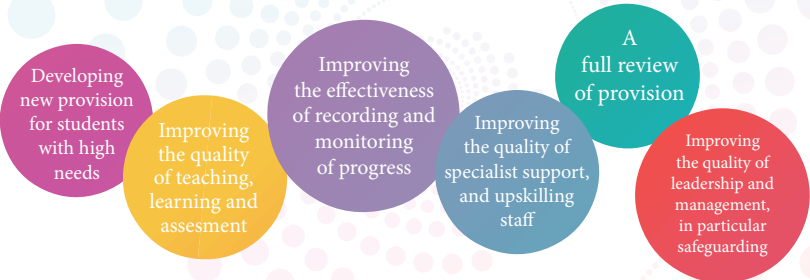 Developing
new provision
for students
with high
needs
Improving
the quality
of teaching,
learning and
assesment
Improving
the effectiveness
of recording and
monitoring
of progress
Improving
the quality of
specialist support,
and upskilling
staff
A
full review
of provision
Improving
the quality of
leadership and
management,
in particular
safeguarding